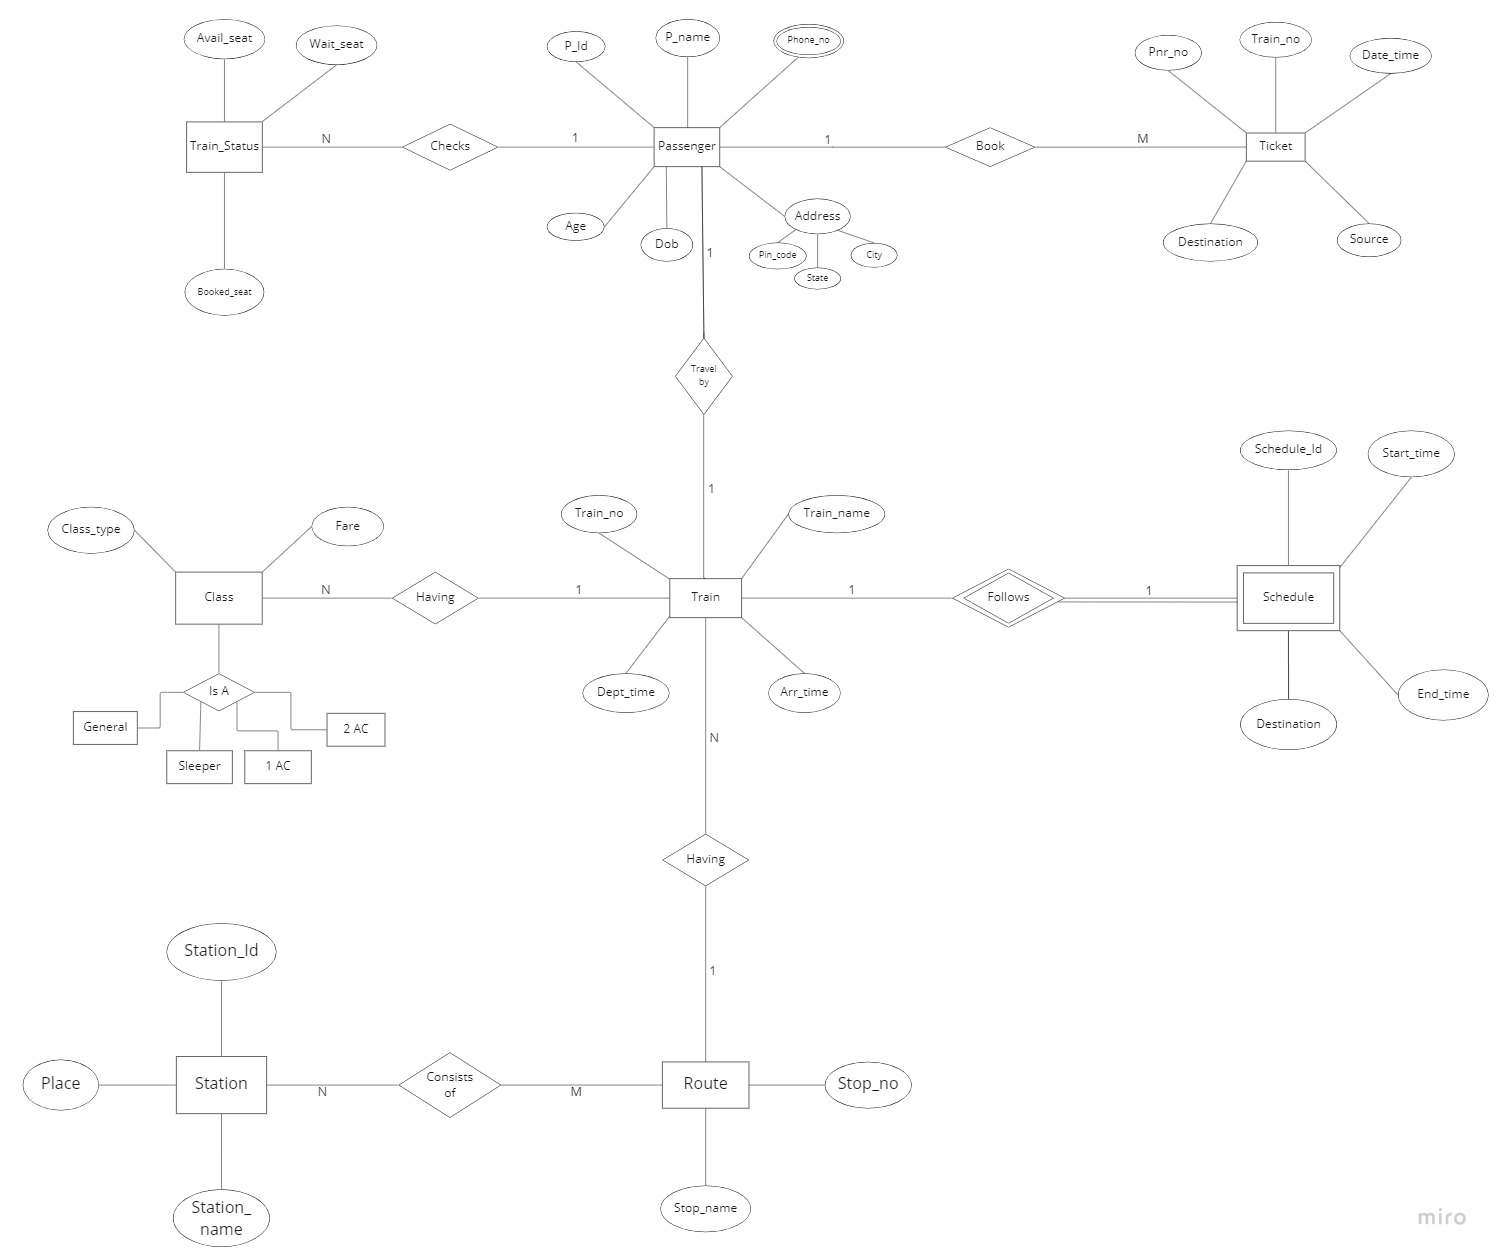 Avail_seat
Wait_seat
P_Id
P_name
Phone_no
Pnr_no
Train_no
Date_time
Train_Status
N
Checks
1
Passenger
1
Book
M
Ticket
Age
Dob
1
Address
Pin_code
State
City
Destination
Source
Booked_seat
Travel
by
1
Schedule_Id
Start_time
Class_type
Fare
Train_no
Train_name
Class
N
Having
1
Train
1
Follows
1
Schedule
Is A
General
Sleeper
1 AC
2 AC
Dept_time
Arr_time
Destination
End_time
N
Having
1
Station_Id
Place
Station
N
Consists
of
M
Route
Stop_no
Station_
name
Stop_name
miro